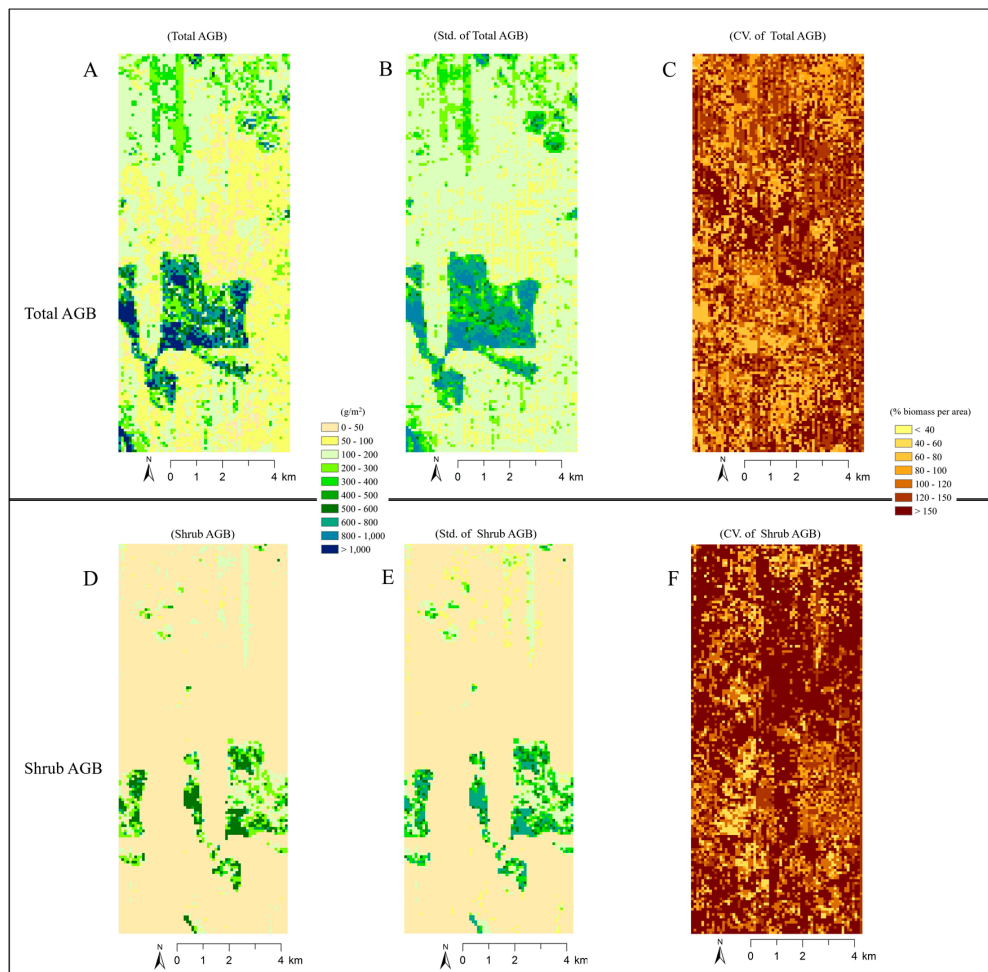 (Total AGB)
(Std. of Total AGB)
(CV. of Total AGB)
A
B
C
Total AGB
N
0 1 2 4 km
N
0 1 2 4 km
N
0 1 2 4 km
(g/m²)
0 - 50
50 - 100
100 - 200
200 - 300
300 - 400
400 - 500
500 - 600
600 - 800
800 - 1,000
> 1,000
(% biomass per area)
< 40
40 - 60
60 - 80
80 - 100
100 - 120
120 - 150
> 150
(Shrub AGB)
(Std. of Shrub AGB)
(CV. of Shrub AGB)
D
E
F
Shrub AGB
N
0 1 2 4 km
N
0 1 2 4 km
N
0 1 2 4 km